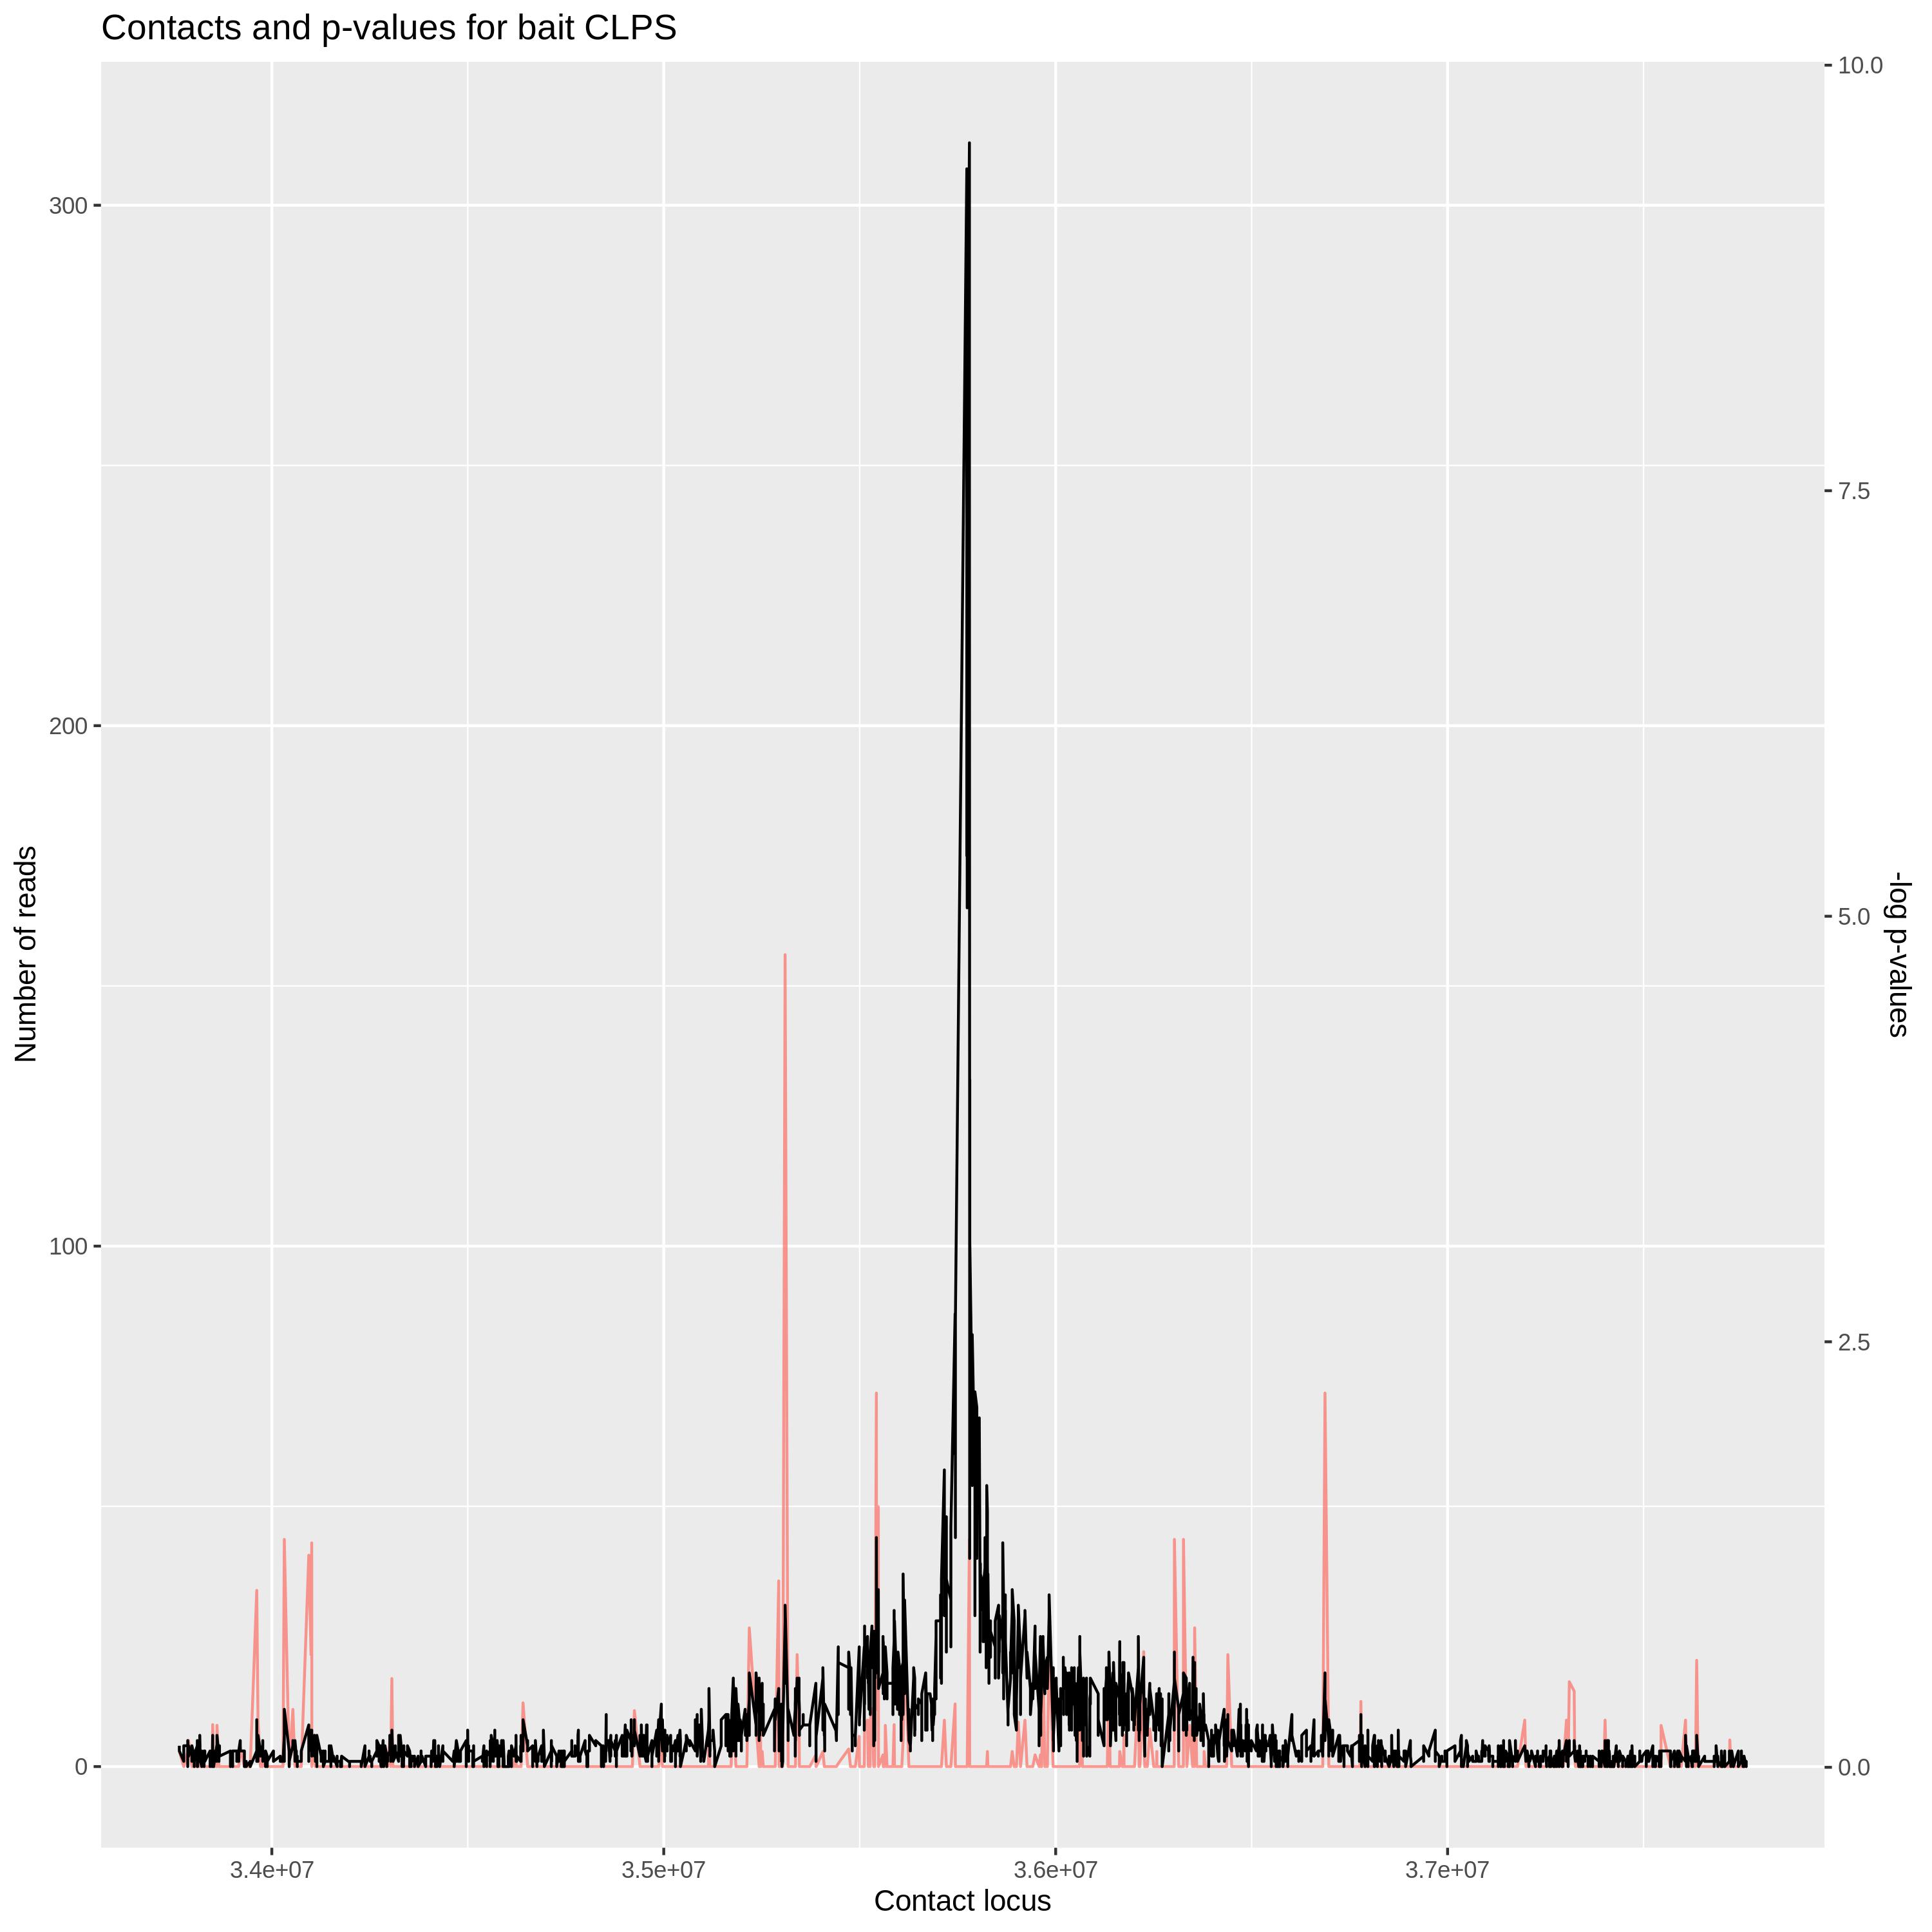 Contacts and p-values for bait CLPS
Number of reads
300
200
100
0
10.0
7.5
5.0
2.5
0.0
-log p-values
3.4e+07
3.5e+07
3.6e+07
3.7e+07
Contact locus